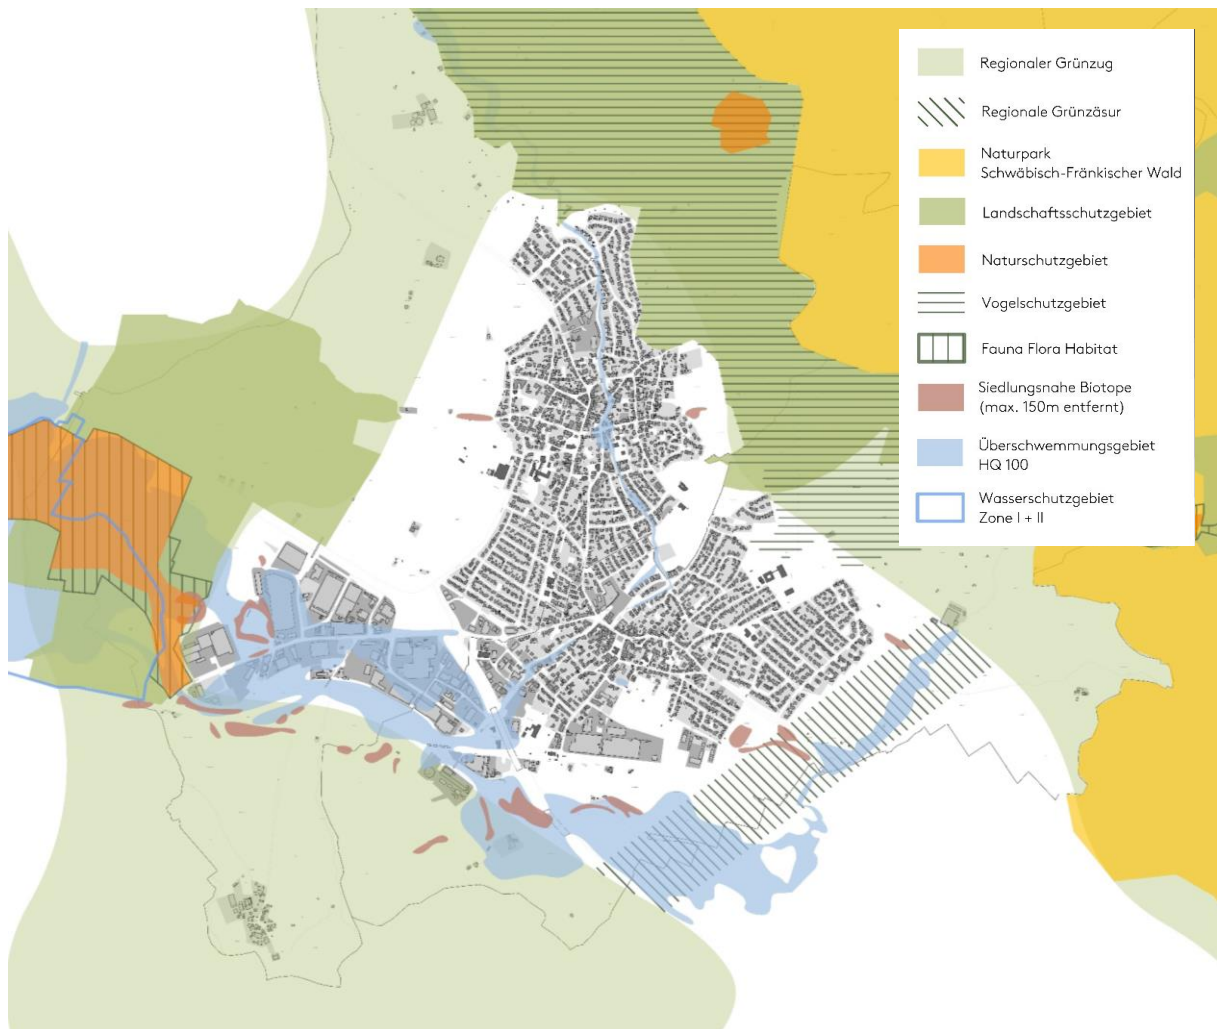 Regionaler Grünzug
Regionale Grünzäsur
Naturpark
Schwäbisch-Fränkischer Wald
Landschaftsschutzgebiet
Naturschutzgebiet
Vogelschutzgebiet
Fauna Flora Habitat
Siedlungsnahe Biotope
(max. 150m entfernt)
Überschwemmungsgebiet
HQ 100
Wasserschutzgebiet
Zone I + II